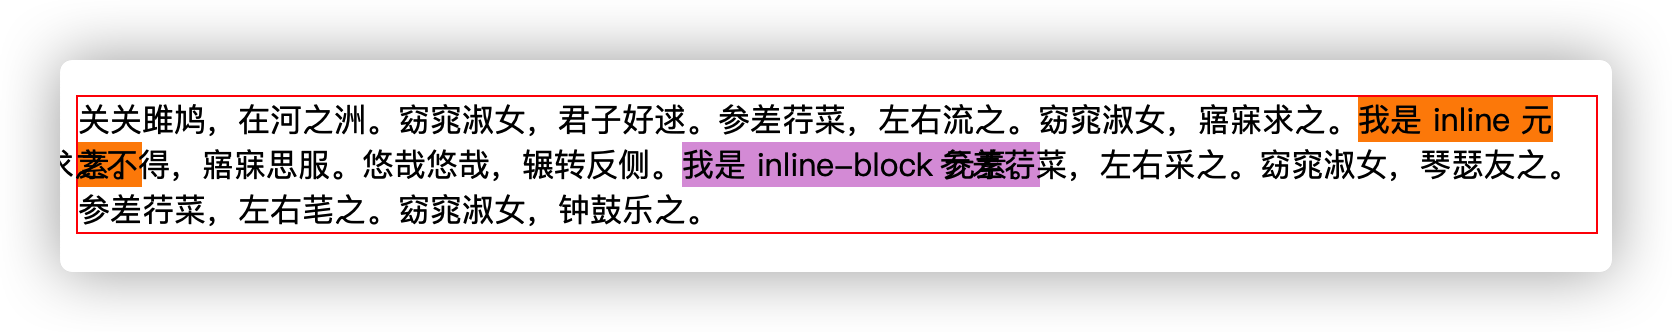 关关雎鸠，在河之洲。窈窕淑女，君子好逑。参差荇菜，左右流之。窈窕淑女，寤寐求之。我是 inline 元
求之不得，寤寐思服。悠哉悠哉，辗转反侧。我是 inline-block 元素。参差荇菜，左右采之。窈窕淑女，琴瑟友之。
参差荇菜，左右芼之。窈窕淑女，钟鼓乐之。